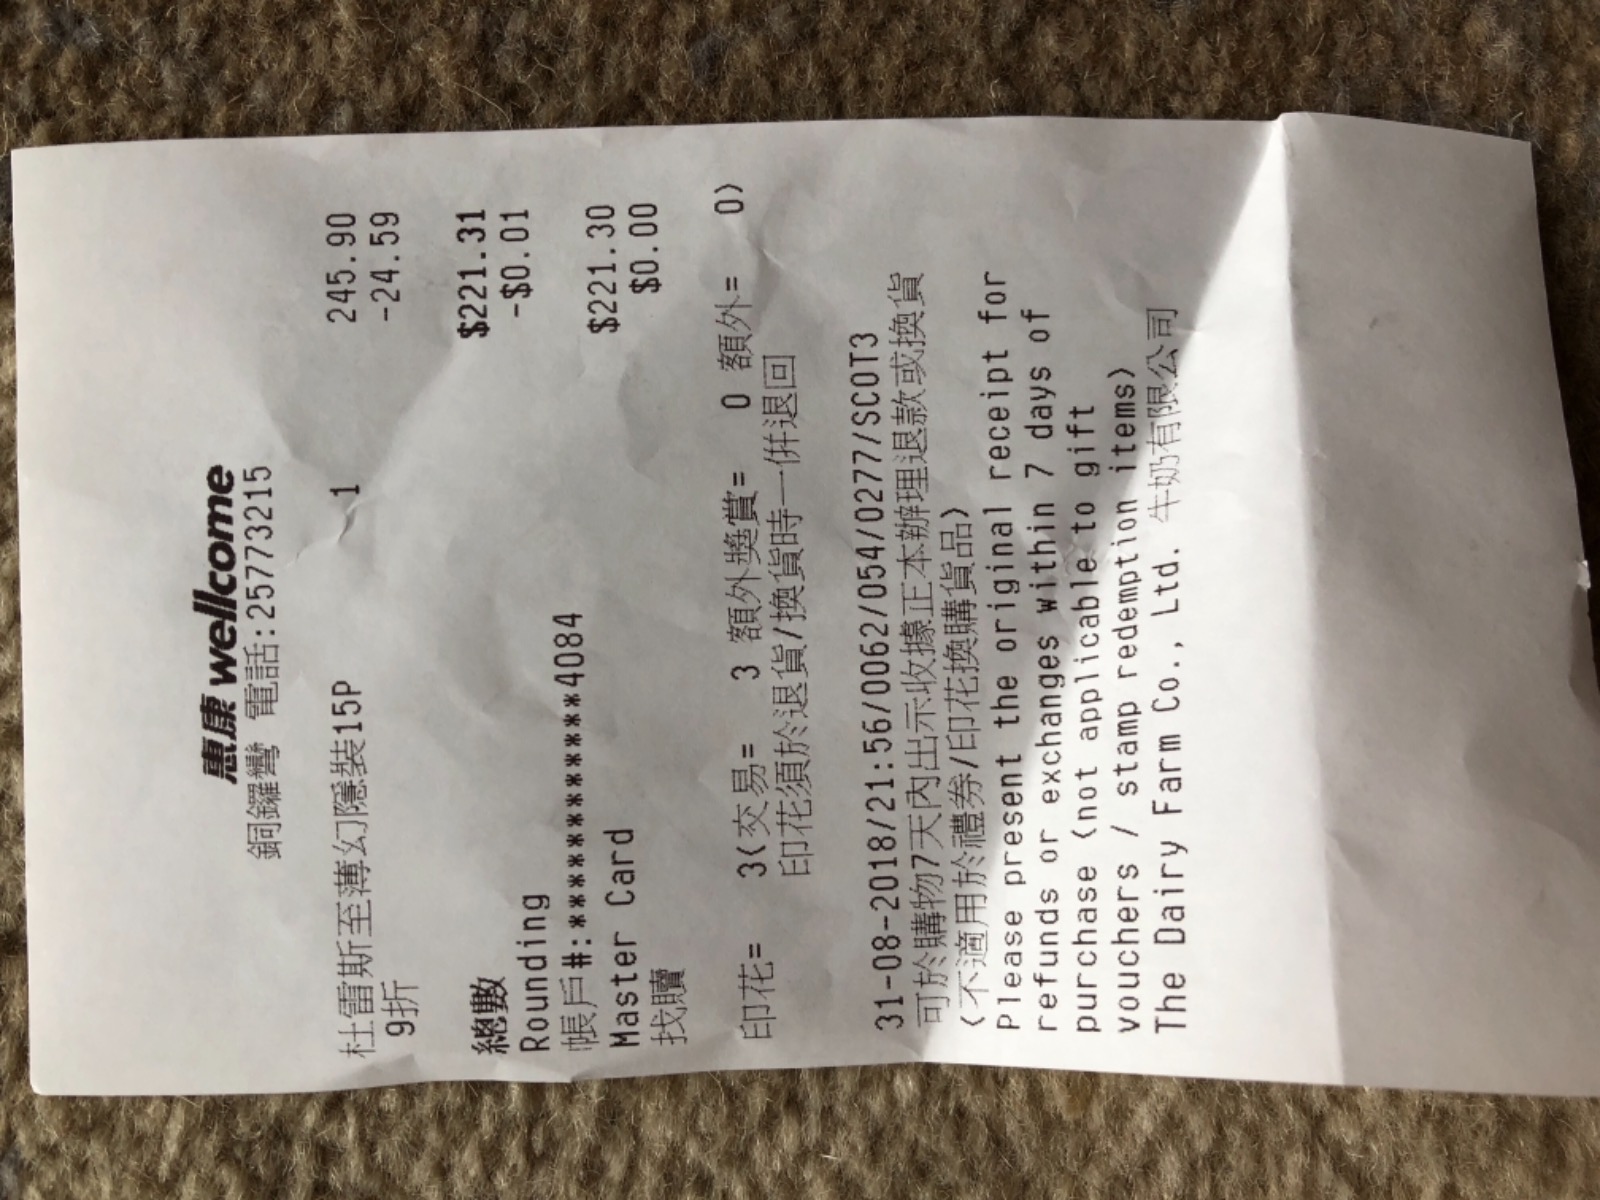 惠康 wellcome
銅鑼灣 電話:25773215
杜雷斯至薄幻隱裝15P 1 245.90
9折 -24.59
總數 $221.31
Rounding -$0.01
帳戶#:************4084
Master Card $221.30
找贖 $0.00
印花= 3(交易= 3 額外獎賞= 0 額外= 0)
印花須於退貨/換貨時一併退回
31-08-2018/21:56/0062/054/0277/SCOT3
可於購物7天內出示收據正本辦理退款或換貨
(不適用於禮券/印花換購貨品)
Please present the original receipt for
refunds or exchanges within 7 days of
purchase (not applicable to gift
vouchers / stamp redemption items)
The Dairy Farm Co., Ltd. 牛奶有限公司